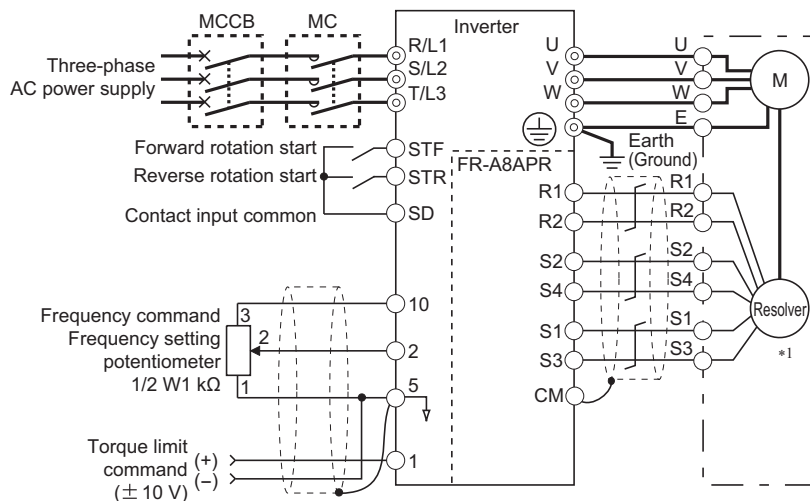 MCCB MC
Inverter
Three-phase
AC power supply
R/L1
S/L2
T/L3
U
V
W
U
V
W
E
M
Earth
(Ground)
Forward rotation start
Reverse rotation start
Contact input common
STF
STR
SD
FR-A8APR
R1
R2
S2
S4
S1
S3
CM
R1
R2
S2
S4
S1
S3
Resolver
*1
Frequency command
Frequency setting
potentiometer
1/2 W1 kΩ
3
2
1
10
2
5
1
Torque limit
command
(± 10 V)
(+)
(−)